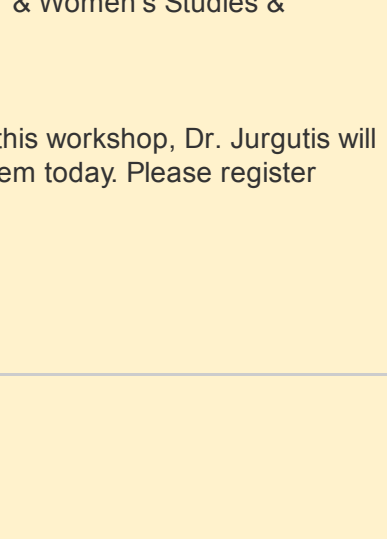 & Women's Studies &
this workshop, Dr. Jurgutis will
em today. Please register